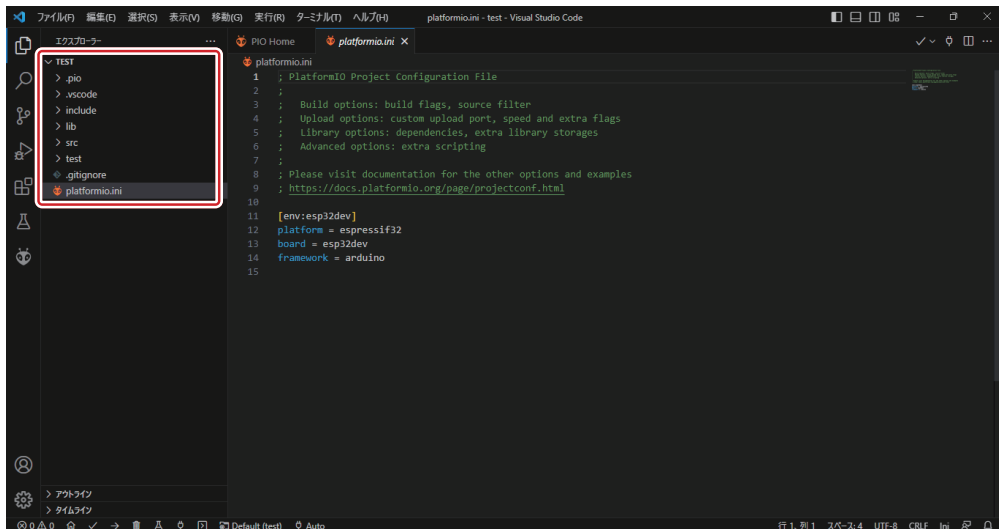 ファイル(F) 編集(E) 選択(S) 表示(V) 移動(G) 実行(R) ターミナル(T) ヘルプ(H) platformio.ini - test - Visual Studio Code
エクスプローラー
TEST
.pio
.vscode
include
lib
src
test
.gitignore
platformio.ini
PIO Home platformio.ini
platformio.ini
1 ; PlatformIO Project Configuration File
2 ;
3 ;   Build options: build flags, source filter
4 ;   Upload options: custom upload port, speed and extra flags
5 ;   Library options: dependencies, extra library storages
6 ;   Advanced options: extra scripting
7 ;
8 ; Please visit documentation for the other options and examples
9 ; https://docs.platformio.org/page/projectconf.html
10
11 [env:esp32dev]
12 platform = espressif32
13 board = esp32dev
14 framework = arduino
15
アウトライン
タイムライン
0 0 Default (test) Auto 行 1、列 1 スペース: 4 UTF-8 CRLF Ini